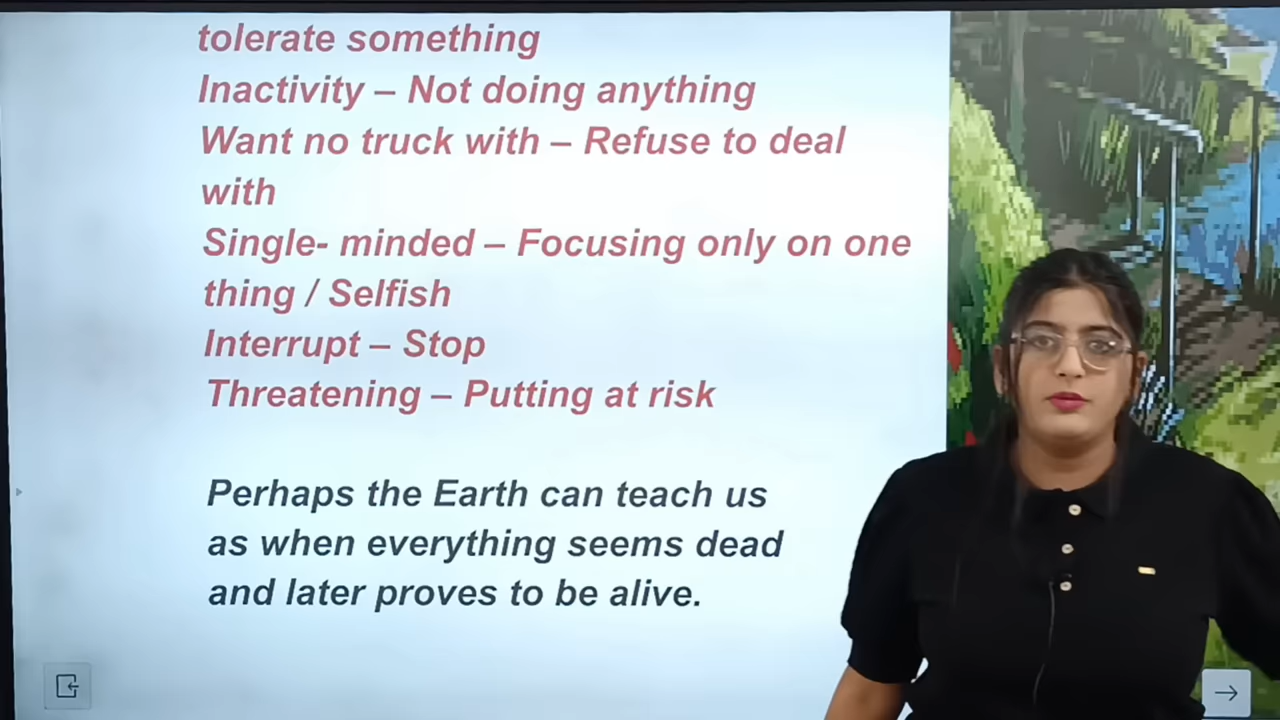 tolerate something
Inactivity – Not doing anything
Want no truck with – Refuse to deal
with
Single- minded – Focusing only on one
thing / Selfish
Interrupt – Stop
Threatening – Putting at risk
Perhaps the Earth can teach us
as when everything seems dead
and later proves to be alive.